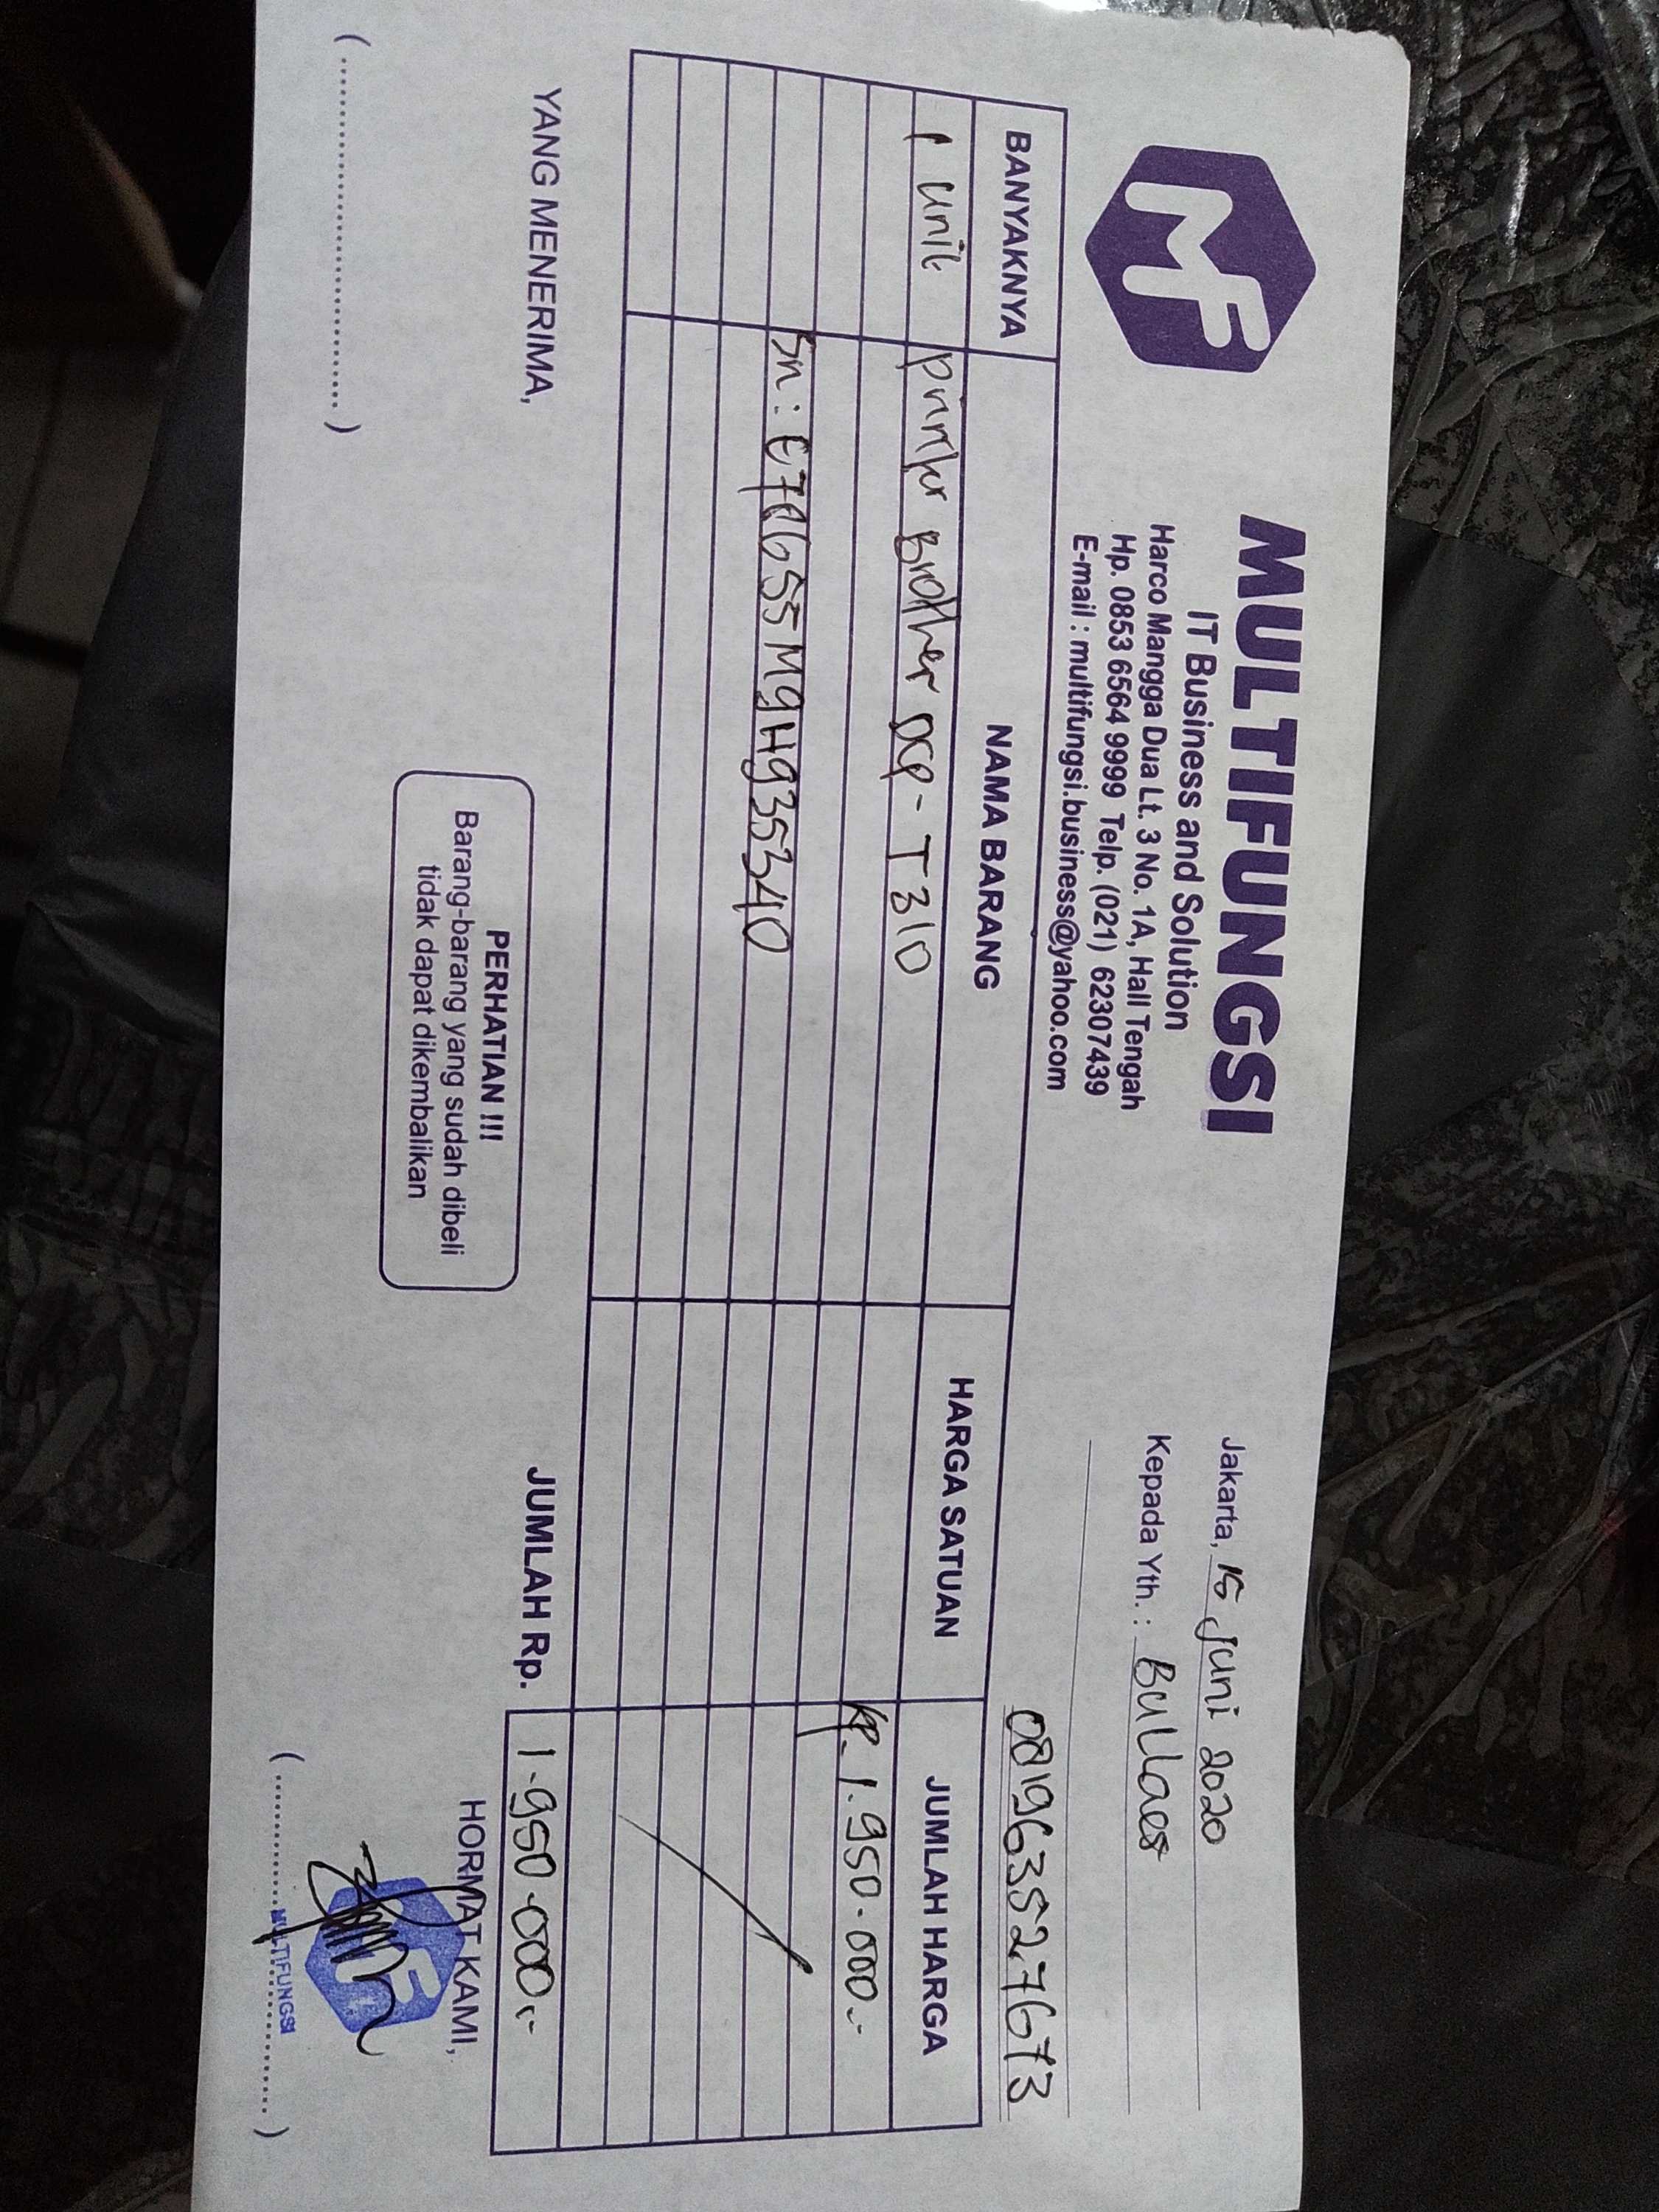 MF
MULTIFUNGSI
IT Business and Solution
Harco Mangga Dua Lt. 3 No. 1A, Hall Tengah
Hp. 0853 6564 9999 Telp. (021) 62307439
E-mail : multifungsi.business@yahoo.com
Jakarta, 15 Juni 2020
Kepada Yth. : Bullaes
081963527673
BANYAKNYA NAMA BARANG HARGA SATUAN JUMLAH HARGA
1 unit printer Brother DCP-T310 Rp. 1.950.000.-
Sn: E78655M9H935340
JUMLAH Rp. 1.950.000.-
YANG MENERIMA,
PERHATIAN !!!
Barang-barang yang sudah dibeli
tidak dapat dikembalikan
HORMAT KAMI,
MULTIFUNGSI